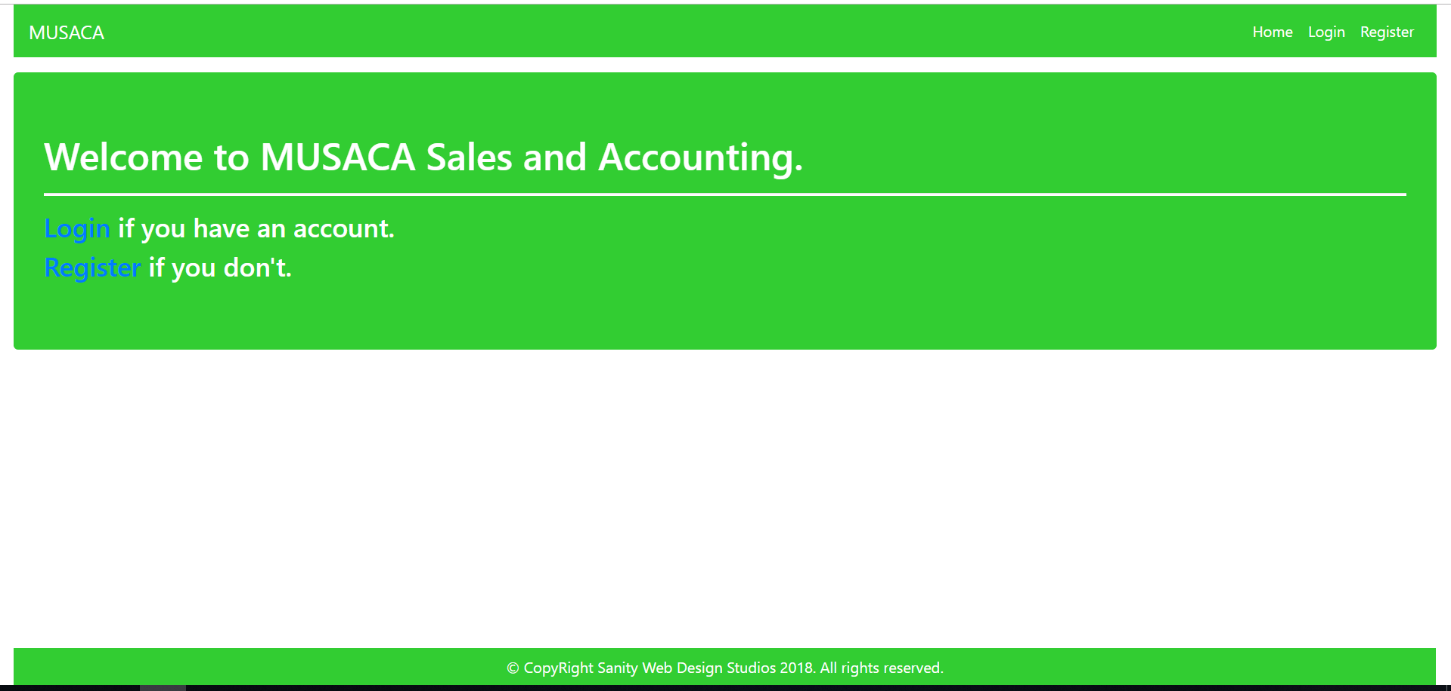 MUSACA
Home Login Register
Welcome to MUSACA Sales and Accounting.
Login if you have an account.
Register if you don't.
© CopyRight Sanity Web Design Studios 2018. All rights reserved.